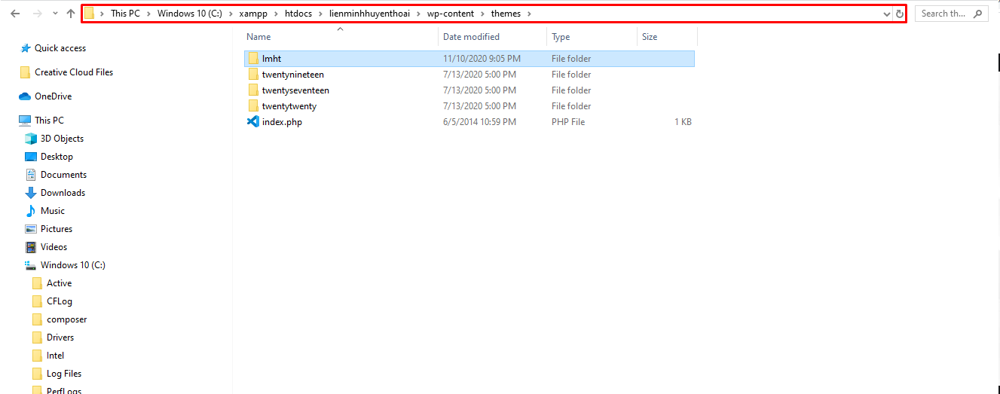 This PC > Windows 10 (C:) > xampp > htdocs > lienminhhuyenthoai > wp-content > themes >
Search th...
Name Date modified Type Size
Quick access
Creative Cloud Files
OneDrive
This PC
3D Objects
Desktop
Documents
Downloads
Music
Pictures
Videos
Windows 10 (C:)
Active
CFLog
composer
Drivers
Intel
Log Files
PerfLogs
lmht 11/10/2020 9:05 PM File folder
twentynineteen 7/13/2020 5:00 PM File folder
twentyseventeen 7/13/2020 5:00 PM File folder
twentytwenty 7/13/2020 5:00 PM File folder
index.php 6/5/2014 10:59 PM PHP File 1 KB